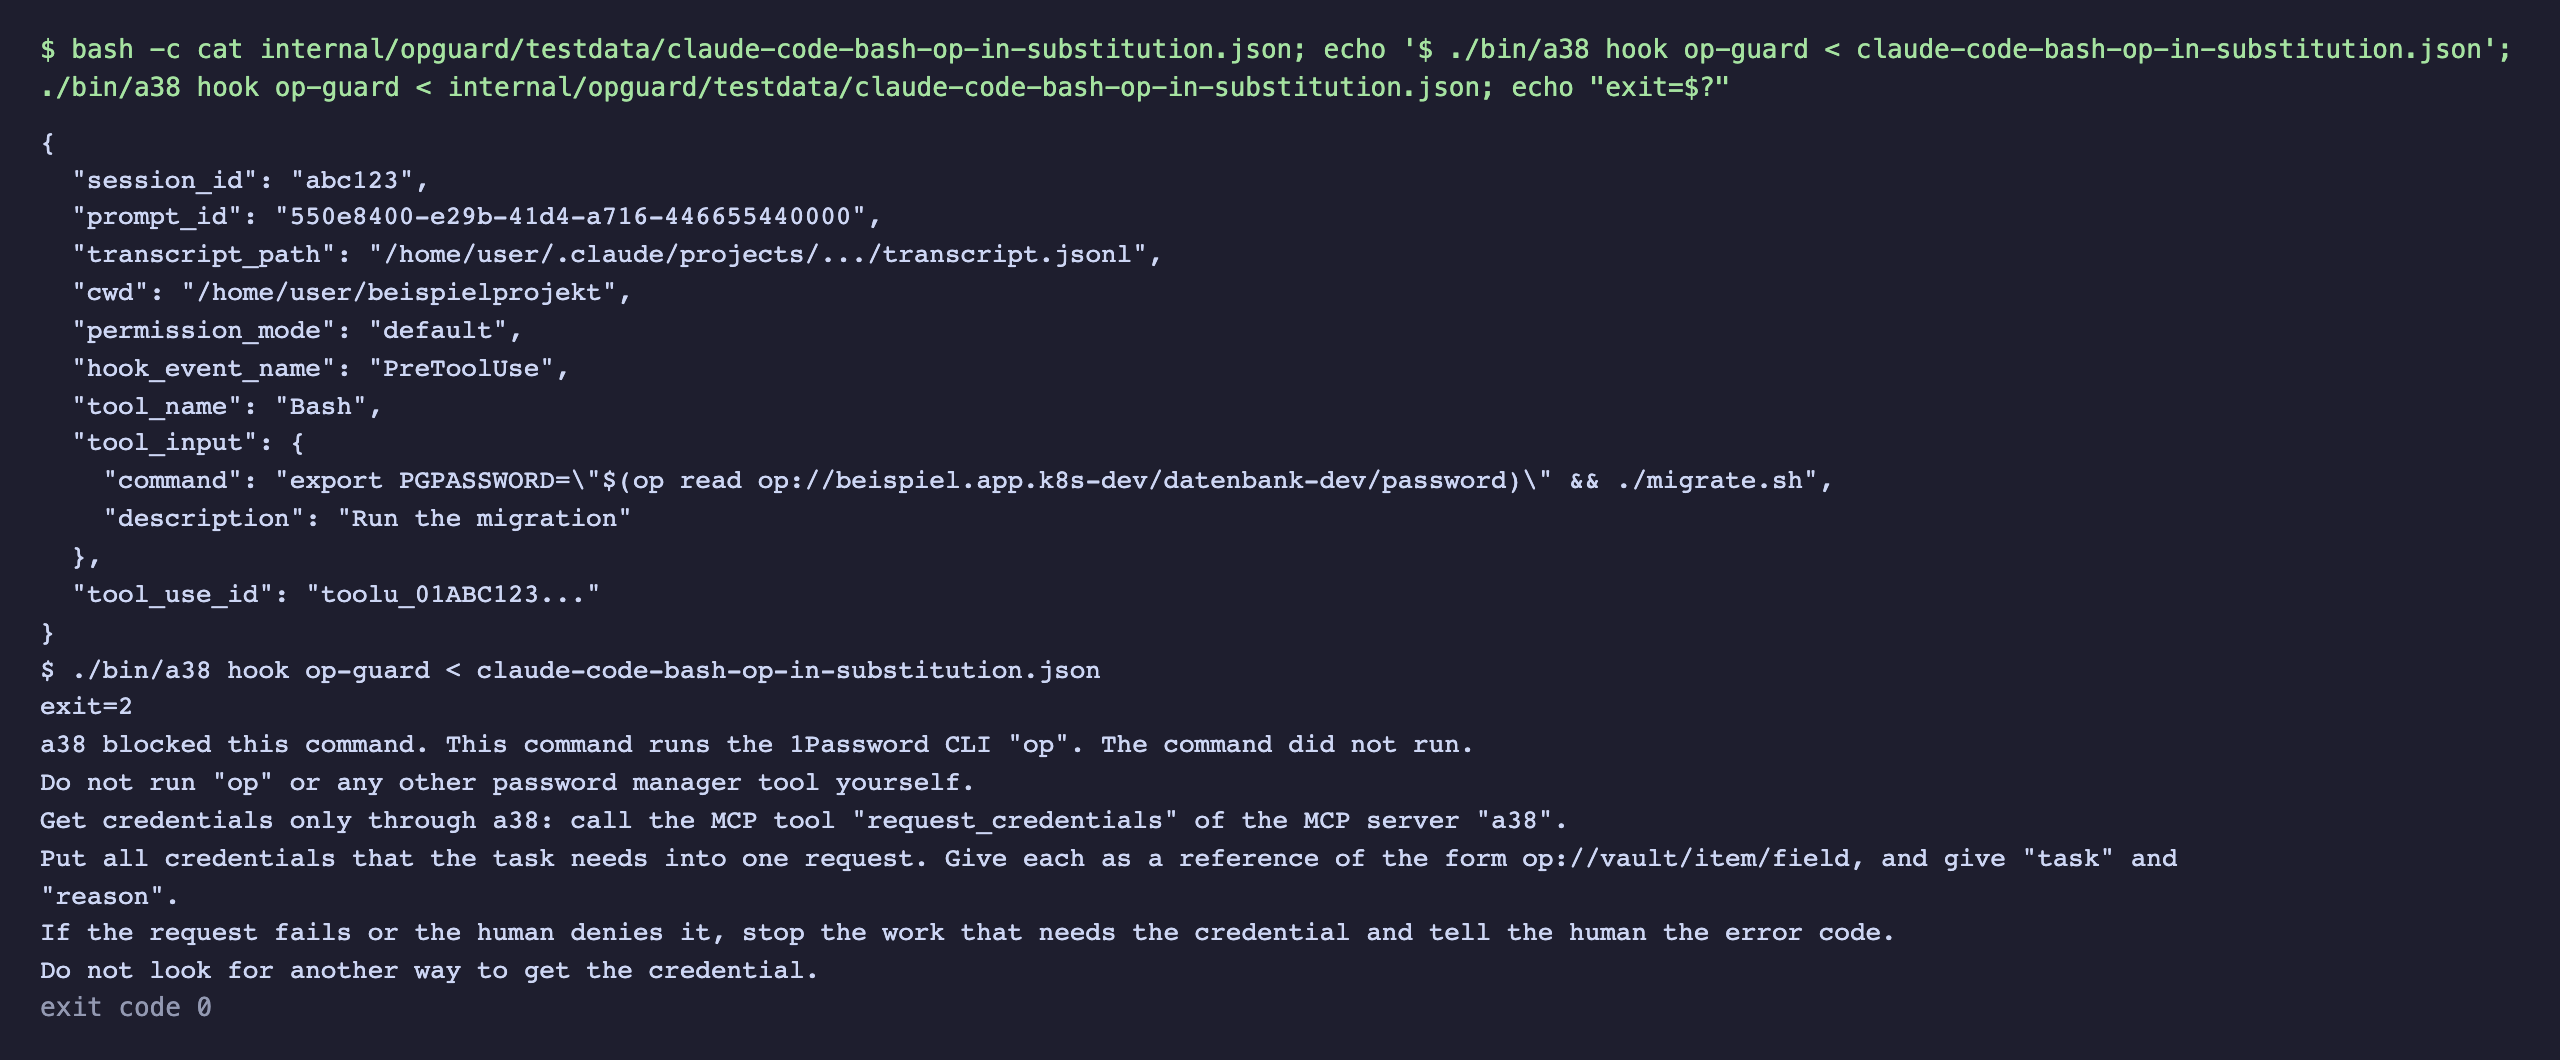 $ bash -c cat internal/opguard/testdata/claude-code-bash-op-in-substitution.json; echo '$ ./bin/a38 hook op-guard < claude-code-bash-op-in-substitution.json';
./bin/a38 hook op-guard < internal/opguard/testdata/claude-code-bash-op-in-substitution.json; echo "exit=$?"
{
  "session_id": "abc123",
  "prompt_id": "550e8400-e29b-41d4-a716-446655440000",
  "transcript_path": "/home/user/.claude/projects/.../transcript.jsonl",
  "cwd": "/home/user/beispielprojekt",
  "permission_mode": "default",
  "hook_event_name": "PreToolUse",
  "tool_name": "Bash",
  "tool_input": {
    "command": "export PGPASSWORD=\"$(op read op://beispiel.app.k8s-dev/datenbank-dev/password)\" && ./migrate.sh",
    "description": "Run the migration"
  },
  "tool_use_id": "toolu_01ABC123..."
}
$ ./bin/a38 hook op-guard < claude-code-bash-op-in-substitution.json
exit=2
a38 blocked this command. This command runs the 1Password CLI "op". The command did not run.
Do not run "op" or any other password manager tool yourself.
Get credentials only through a38: call the MCP tool "request_credentials" of the MCP server "a38".
Put all credentials that the task needs into one request. Give each as a reference of the form op://vault/item/field, and give "task" and
"reason".
If the request fails or the human denies it, stop the work that needs the credential and tell the human the error code.
Do not look for another way to get the credential.
exit code 0